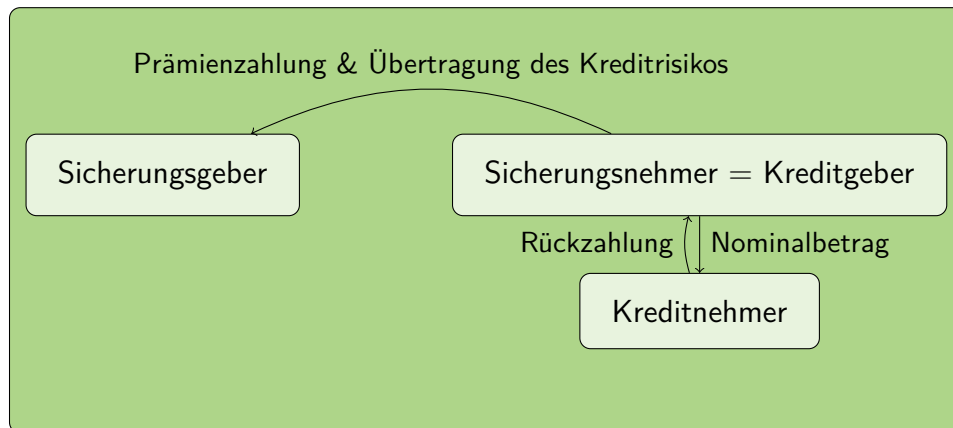 Prämienzahlung & Übertragung des Kreditrisikos
Sicherungsgeber
Sicherungsnehmer = Kreditgeber
Rückzahlung
Nominalbetrag
Kreditnehmer